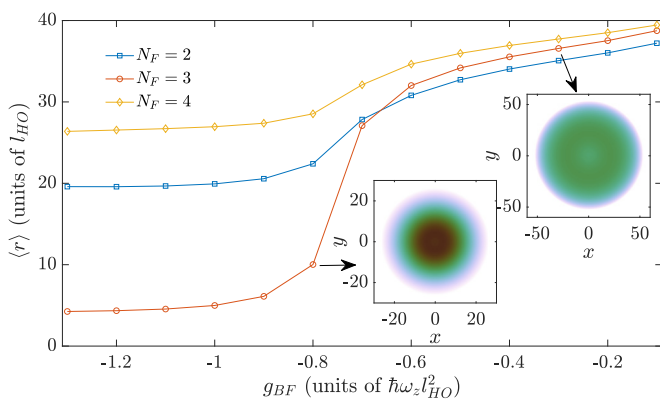 40
30
20
10
0
⟨r⟩ (units of l_HO)
N_F = 2
N_F = 3
N_F = 4
50
0
-50
y
-50 0 50
x
20
0
-20
y
-20 0 20
x
-1.2 -1 -0.8 -0.6 -0.4 -0.2
g_BF (units of ħω_z l²_HO)